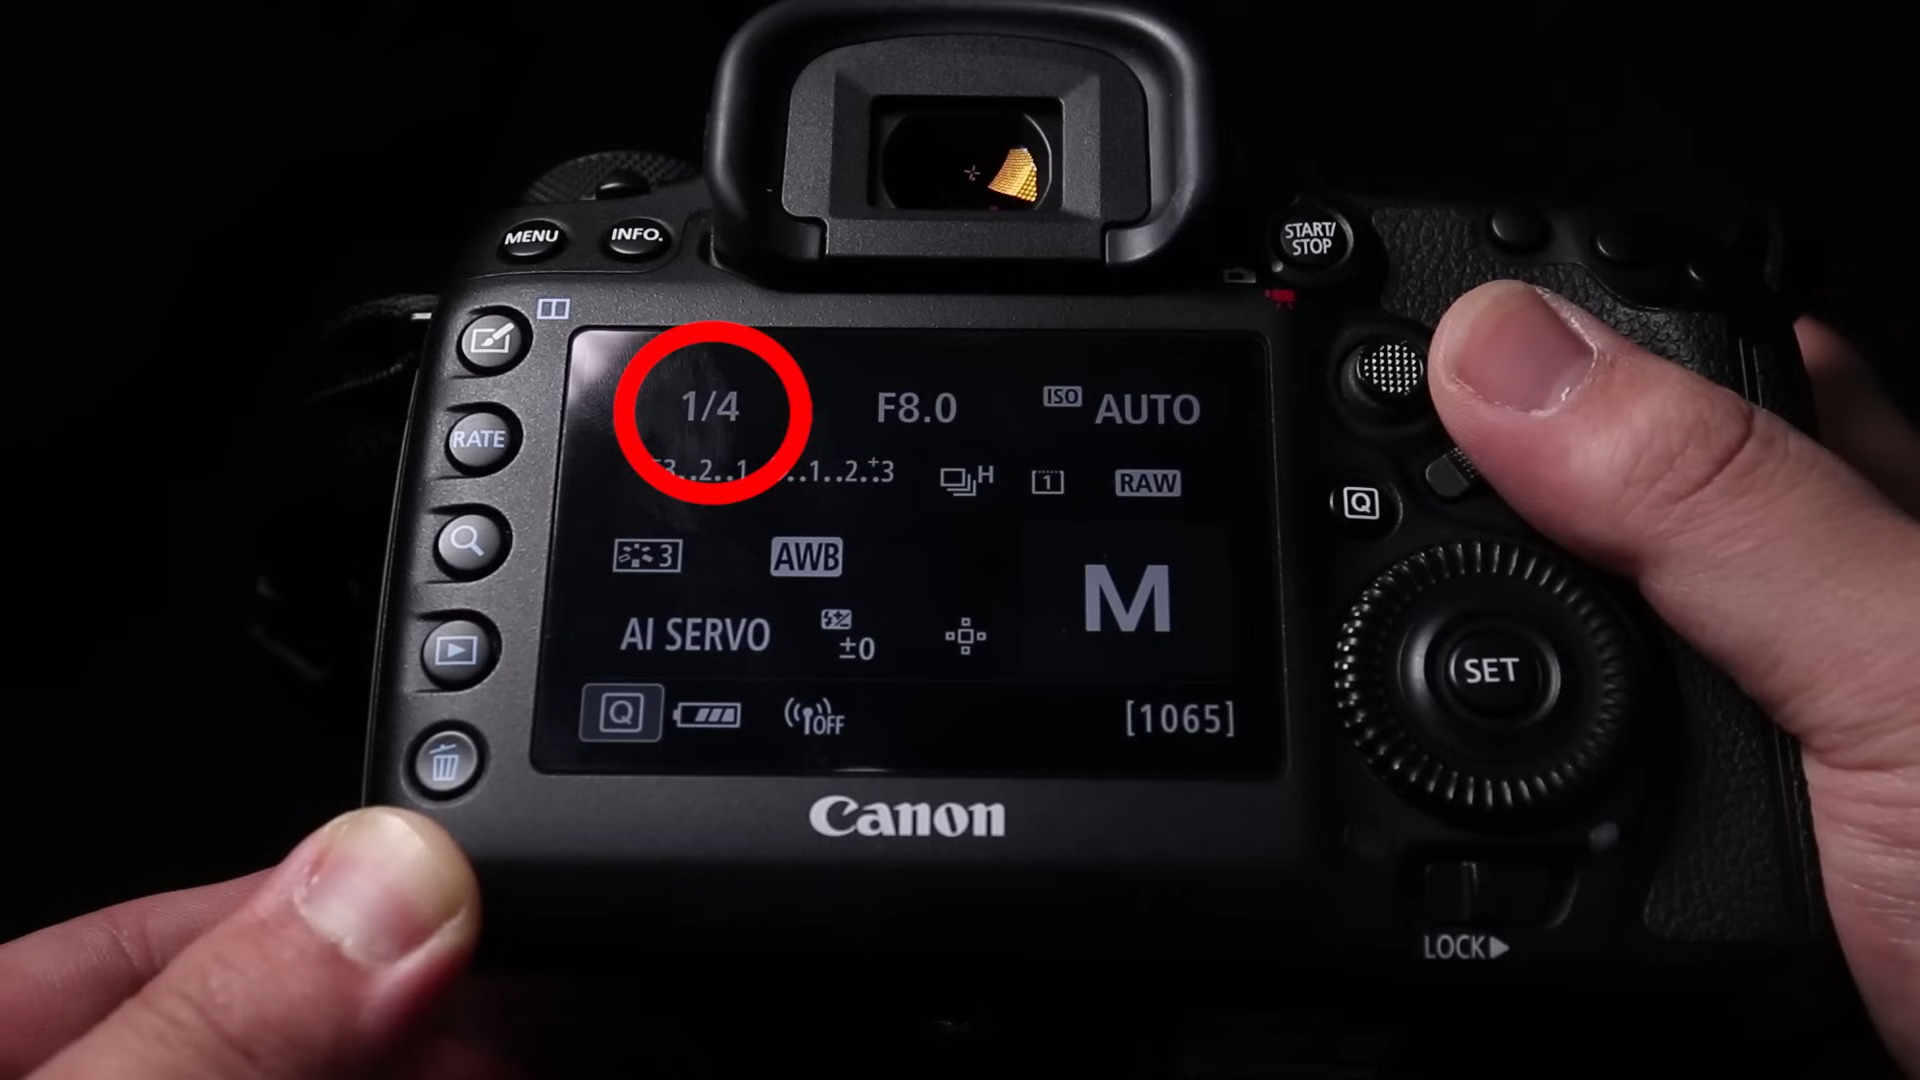 MENU INFO.
START/
STOP
RATE
1/4 F8.0 ISO AUTO
3..2..1 ..1..2..+3 H 1 RAW
3 AWB
M
AI SERVO ±0
Q OFF [1065]
Q
SET
Canon
LOCK